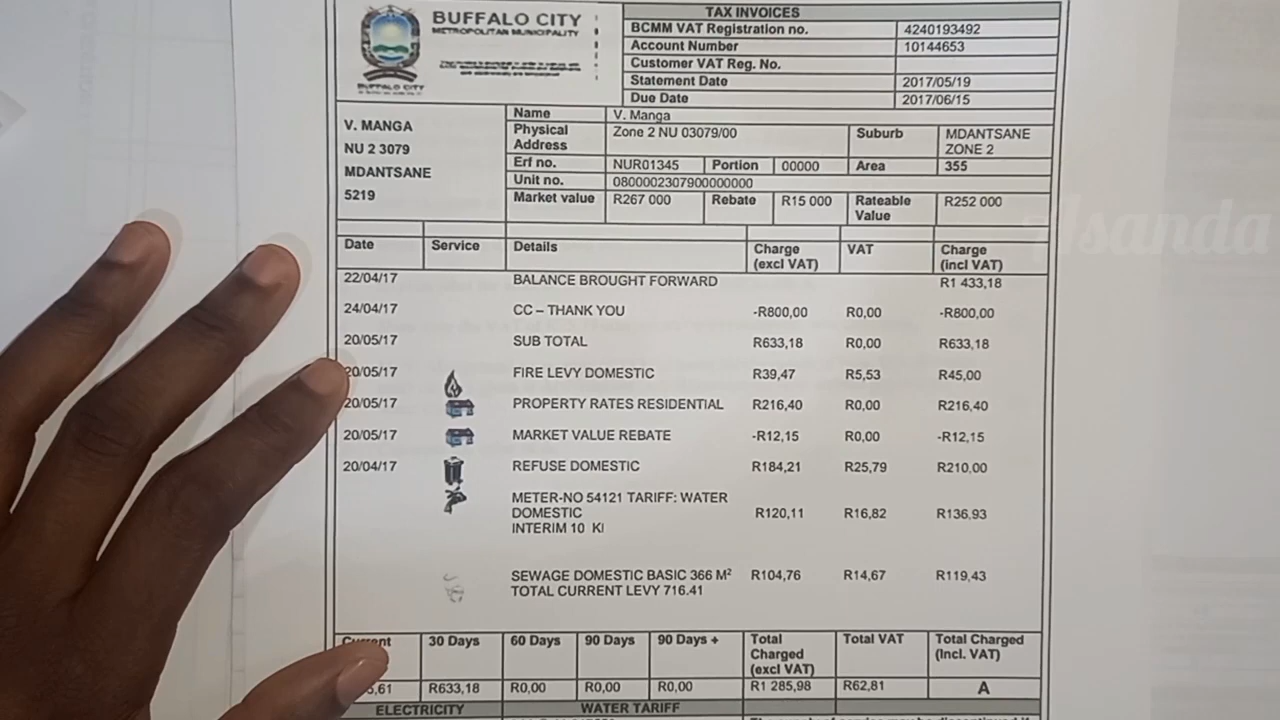 BUFFALO CITY
METROPOLITAN MUNICIPALITY
BUFFALO CITY
TAX INVOICES
BCMM VAT Registration no. 4240193492
Account Number 10144653
Customer VAT Reg. No.
Statement Date 2017/05/19
Due Date 2017/06/15
V. MANGA
NU 2 3079
MDANTSANE
5219
Name V. Manga
Physical Address Zone 2 NU 03079/00 Suburb MDANTSANE ZONE 2
Erf no. NUR01345 Portion 00000 Area 355
Unit no. 0800002307900000000
Market value R267 000 Rebate R15 000 Rateable Value R252 000
Asanda
Date Service Details Charge (excl VAT) VAT Charge (incl VAT)
22/04/17 BALANCE BROUGHT FORWARD R1 433,18
24/04/17 CC – THANK YOU -R800,00 R0,00 -R800,00
20/05/17 SUB TOTAL R633,18 R0,00 R633,18
20/05/17 FIRE LEVY DOMESTIC R39,47 R5,53 R45,00
20/05/17 PROPERTY RATES RESIDENTIAL R216,40 R0,00 R216,40
20/05/17 MARKET VALUE REBATE -R12,15 R0,00 -R12,15
20/04/17 REFUSE DOMESTIC R184,21 R25,79 R210,00
METER-NO 54121 TARIFF: WATER
DOMESTIC R120,11 R16,82 R136,93
INTERIM 10 Kl
SEWAGE DOMESTIC BASIC 366 M² R104,76 R14,67 R119,43
TOTAL CURRENT LEVY 716.41
Current 30 Days 60 Days 90 Days 90 Days + Total Charged (excl VAT) Total VAT Total Charged (Incl. VAT)
5,61 R633,18 R0,00 R0,00 R0,00 R1 285,98 R62,81 A
ELECTRICITY WATER TARIFF